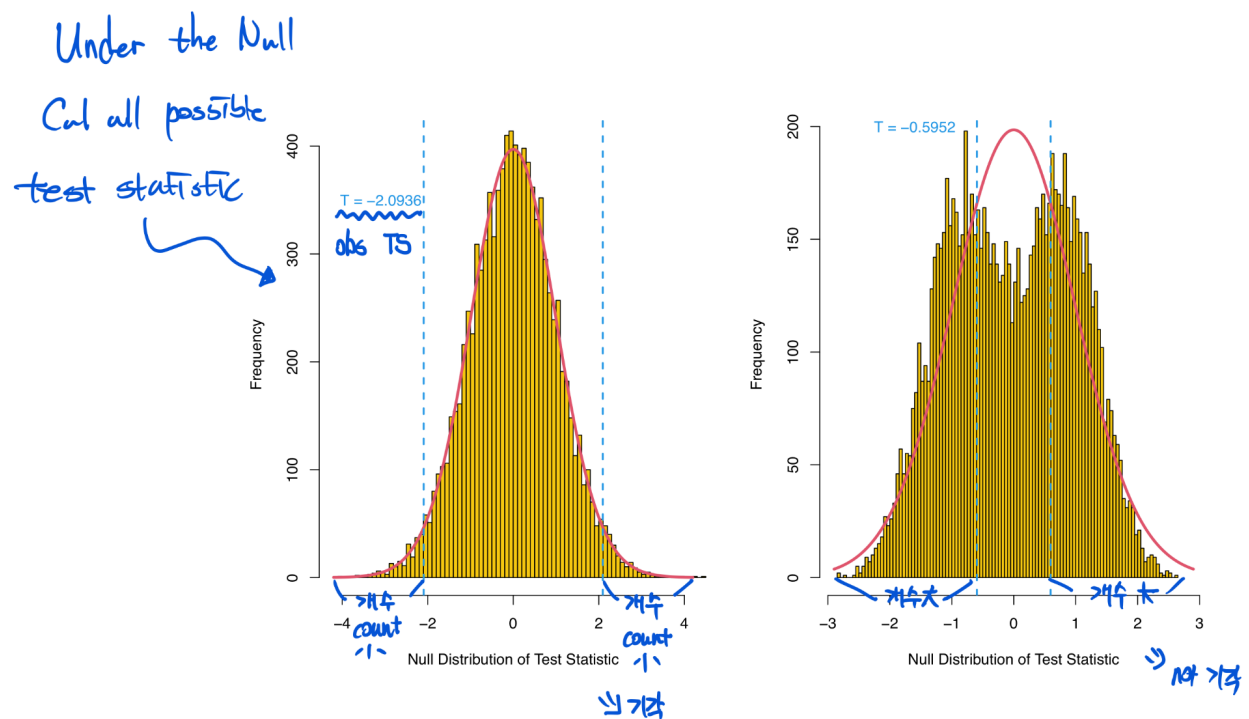 Under the Null
Cal all possible
test statistic
T = −2.0936
obs TS
Frequency
0
100
200
300
400
−4
−2
0
2
4
개수
count
개수
count
Null Distribution of Test Statistic
기각
T = −0.5952
Frequency
0
50
100
150
200
개수 大
개수 大
−3
−2
−1
0
1
2
3
Null Distribution of Test Statistic
not 기각